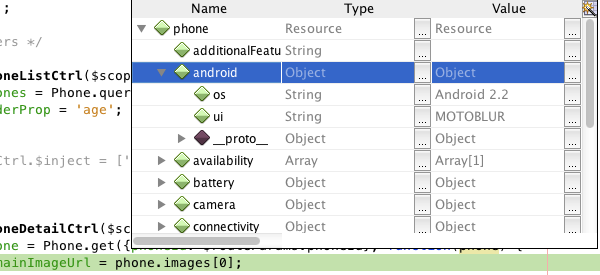 ;
ers */
Name Type Value
phone Resource ... Resource ...
additionalFeatu String ... ...
android Object ... Object ...
os String ... Android 2.2 ...
ui String ... MOTOBLUR ...
__proto__ Object ... Object ...
availability Array ... Array[1] ...
battery Object ... Object ...
camera Object ... Object ...
connectivity Object ... Object ...
oneListCtrl($scop
ones = Phone.quer
derProp = 'age';
Ctrl.$inject = ['
oneDetailCtrl($sc
one = Phone.get({
mainImageUrl = phone.images[0];